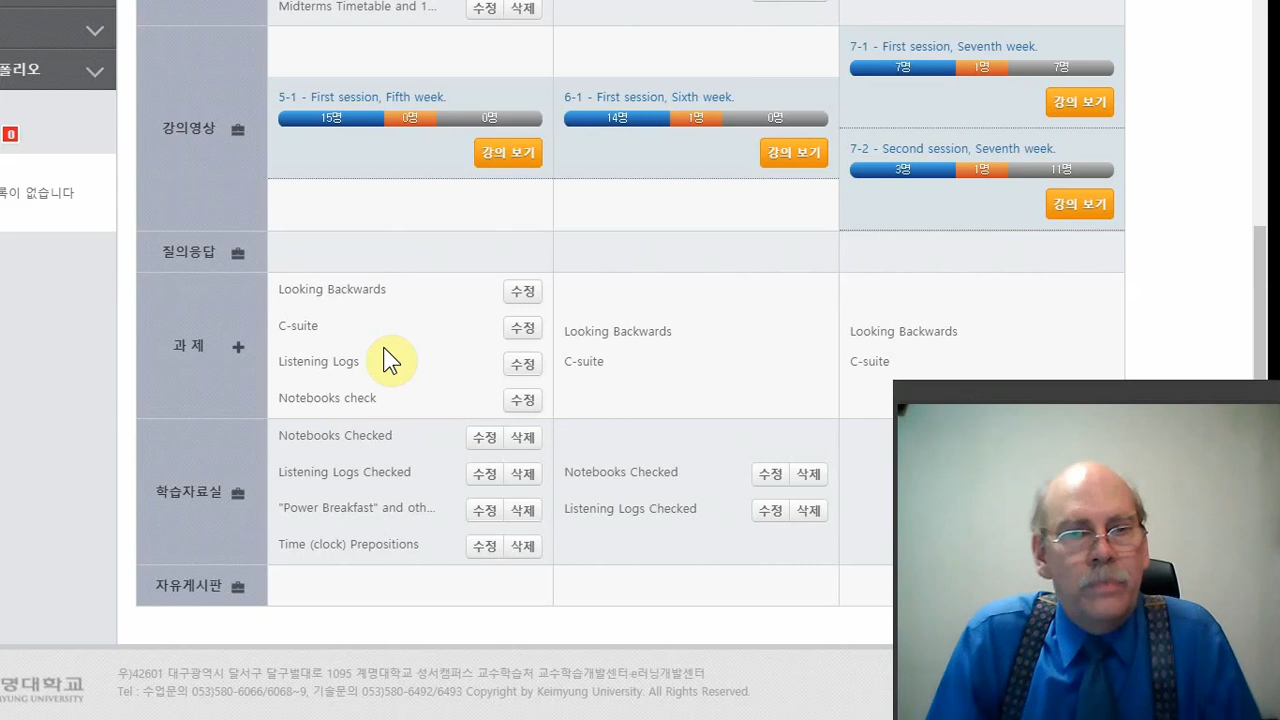 Midterms Timetable and 1...
수정 삭제
폴리오
0
록이 없습니다
강의영상
5-1 - First session, Fifth week.
15명 0명 0명
강의 보기
6-1 - First session, Sixth week.
14명 1명 0명
강의 보기
7-1 - First session, Seventh week.
7명 1명 7명
강의 보기
7-2 - Second session, Seventh week.
3명 1명 11명
강의 보기
질의응답
과 제
Looking Backwards 수정
C-suite 수정
Listening Logs 수정
Notebooks check 수정
Looking Backwards
C-suite
Looking Backwards
C-suite
학습자료실
Notebooks Checked 수정 삭제
Listening Logs Checked 수정 삭제
"Power Breakfast" and oth... 수정 삭제
Time (clock) Prepositions 수정 삭제
Notebooks Checked 수정 삭제
Listening Logs Checked 수정 삭제
자유게시판
명대학교
MYUNG UNIVERSITY
우)42601 대구광역시 달서구 달구벌대로 1095 계명대학교 성서캠퍼스 교수학습처 교수학습개발센터·e러닝개발센터
Tel : 수업문의 053)580-6066/6068~9, 기술문의 053)580-6492/6493 Copyright by Keimyung University. All Rights Reserved.